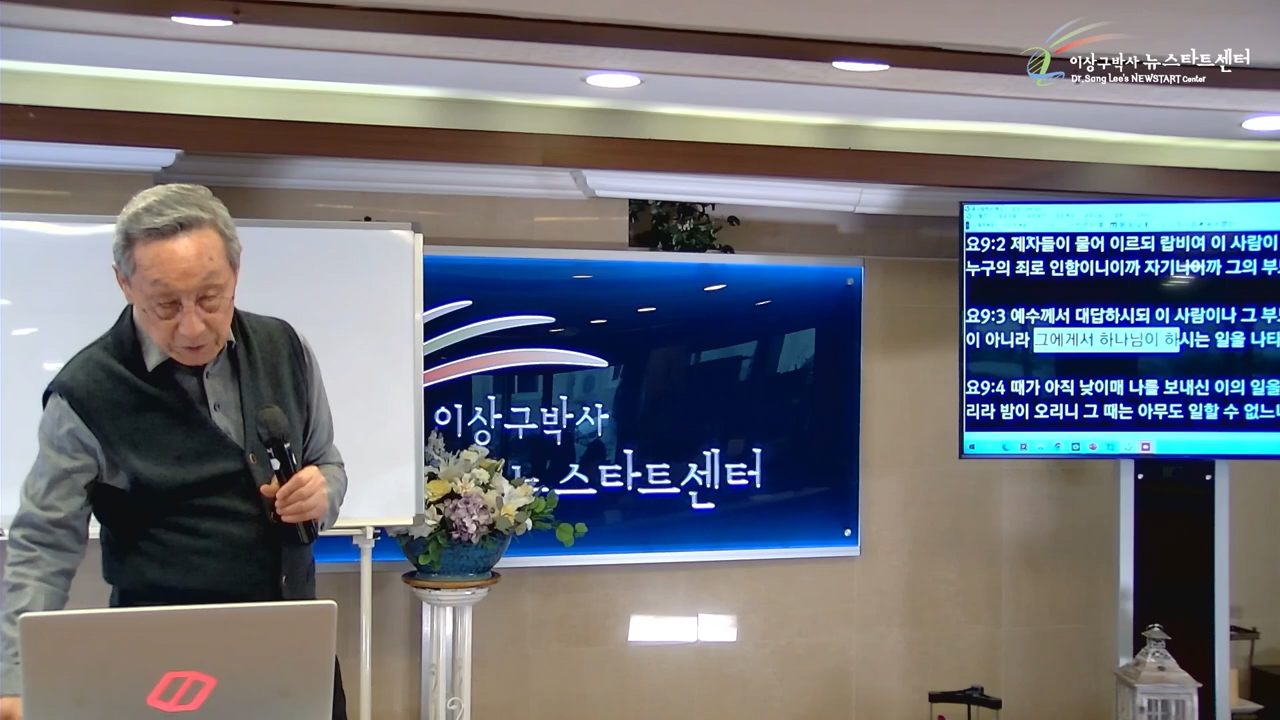 이상구박사 뉴스타트센터
Dr. Sang Lee's NEWSTART Center
이상구박사
뉴스타트센터
요9:2 제자들이 물어 이르되 랍비여 이 사람이
누구의 죄로 인함이니이까 자기니이까 그의 부모
요9:3 예수께서 대답하시되 이 사람이나 그 부모
이 아니라 그에게서 하나님이 하시는 일을 나타
요9:4 때가 아직 낮이매 나를 보내신 이의 일을
리라 밤이 오리니 그 때는 아무도 일할 수 없느니